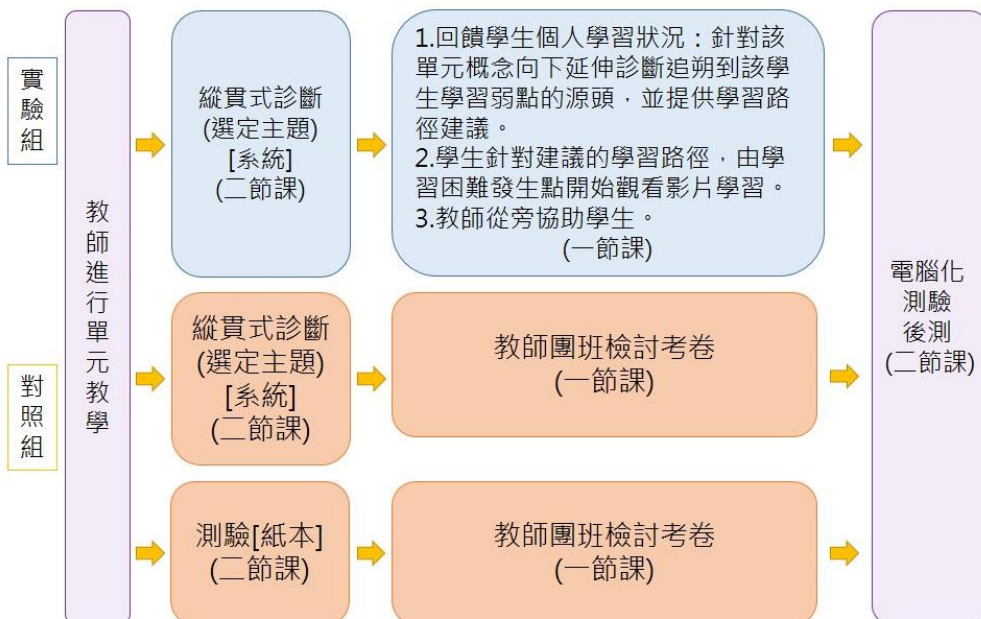 實
驗
組
對
照
組
教
師
進
行
單
元
教
學
縱貫式診斷
(選定主題)
[系統]
(二節課)
1.回饋學生個人學習狀況：針對該
單元概念向下延伸診斷追朔到該學
生學習弱點的源頭，並提供學習路
徑建議。
2.學生針對建議的學習路徑，由學
習困難發生點開始觀看影片學習。
3.教師從旁協助學生。
(一節課)
縱貫式診斷
(選定主題)
[系統]
(二節課)
教師團班檢討考卷
(一節課)
測驗[紙本]
(二節課)
教師團班檢討考卷
(一節課)
電腦化
測驗
後測
(二節課)